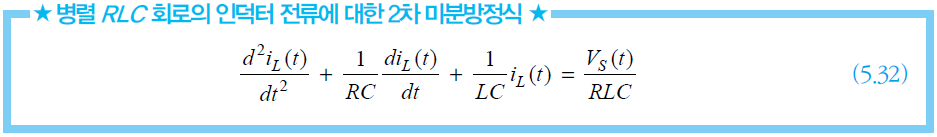 ★ 병렬 RLC 회로의 인덕터 전류에 대한 2차 미분방정식 ★
d²i_L(t)/dt² + 1/RC di_L(t)/dt + 1/LC i_L(t) = V_S(t)/RLC (5.32)